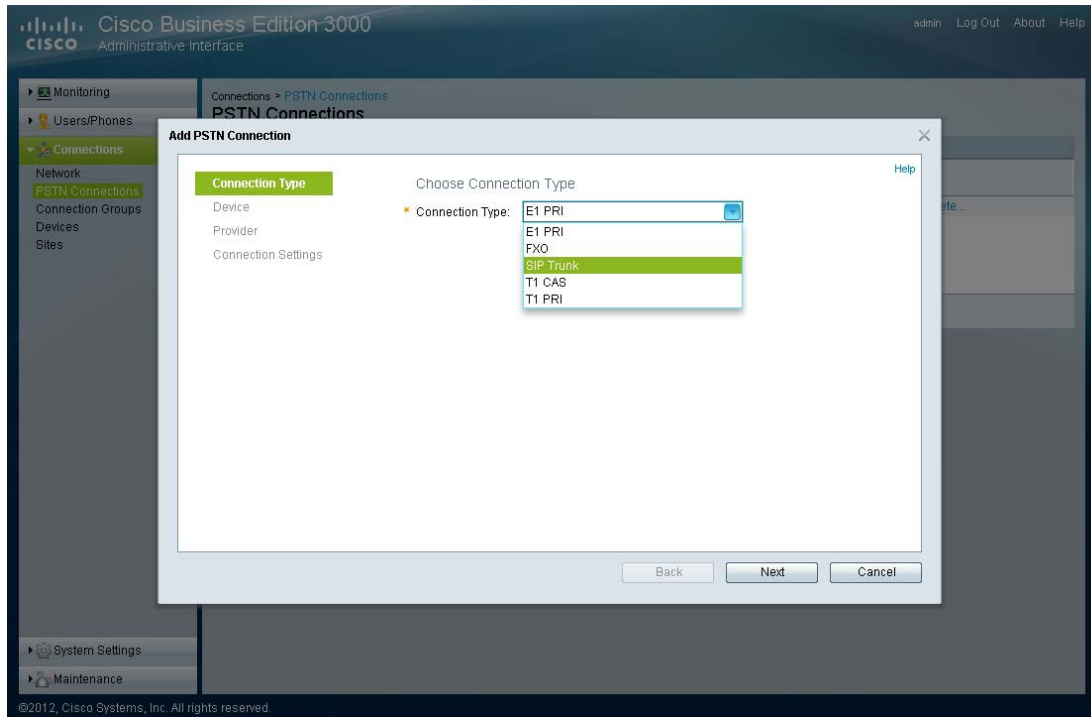 Cisco Business Edition 3000
CISCO Administrative Interface
admin Log Out About Help
Monitoring
Users/Phones
Connections
Network
PSTN Connections
Connection Groups
Devices
Sites
System Settings
Maintenance
Connections > PSTN Connections
PSTN Connections
ete...
Add PSTN Connection
Help
Connection Type
Device
Provider
Connection Settings
Choose Connection Type
* Connection Type: E1 PRI
E1 PRI
FXO
SIP Trunk
T1 CAS
T1 PRI
Back Next Cancel
©2012, Cisco Systems, Inc. All rights reserved.